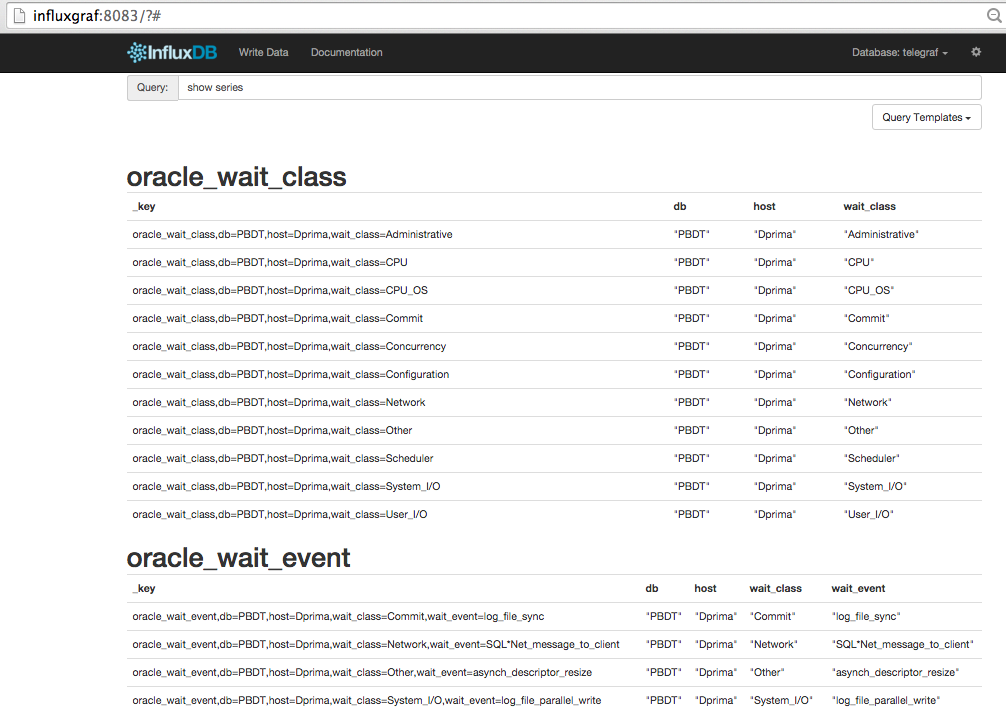 influxgraf:8083/?#
InfluxDB Write Data Documentation Database: telegraf
Query: show series
Query Templates
oracle_wait_class
_key db host wait_class
oracle_wait_class,db=PBDT,host=Dprima,wait_class=Administrative "PBDT" "Dprima" "Administrative"
oracle_wait_class,db=PBDT,host=Dprima,wait_class=CPU "PBDT" "Dprima" "CPU"
oracle_wait_class,db=PBDT,host=Dprima,wait_class=CPU_OS "PBDT" "Dprima" "CPU_OS"
oracle_wait_class,db=PBDT,host=Dprima,wait_class=Commit "PBDT" "Dprima" "Commit"
oracle_wait_class,db=PBDT,host=Dprima,wait_class=Concurrency "PBDT" "Dprima" "Concurrency"
oracle_wait_class,db=PBDT,host=Dprima,wait_class=Configuration "PBDT" "Dprima" "Configuration"
oracle_wait_class,db=PBDT,host=Dprima,wait_class=Network "PBDT" "Dprima" "Network"
oracle_wait_class,db=PBDT,host=Dprima,wait_class=Other "PBDT" "Dprima" "Other"
oracle_wait_class,db=PBDT,host=Dprima,wait_class=Scheduler "PBDT" "Dprima" "Scheduler"
oracle_wait_class,db=PBDT,host=Dprima,wait_class=System_I/O "PBDT" "Dprima" "System_I/O"
oracle_wait_class,db=PBDT,host=Dprima,wait_class=User_I/O "PBDT" "Dprima" "User_I/O"
oracle_wait_event
_key db host wait_class wait_event
oracle_wait_event,db=PBDT,host=Dprima,wait_class=Commit,wait_event=log_file_sync "PBDT" "Dprima" "Commit" "log_file_sync"
oracle_wait_event,db=PBDT,host=Dprima,wait_class=Network,wait_event=SQL*Net_message_to_client "PBDT" "Dprima" "Network" "SQL*Net_message_to_client"
oracle_wait_event,db=PBDT,host=Dprima,wait_class=Other,wait_event=asynch_descriptor_resize "PBDT" "Dprima" "Other" "asynch_descriptor_resize"
oracle_wait_event,db=PBDT,host=Dprima,wait_class=System_I/O,wait_event=log_file_parallel_write "PBDT" "Dprima" "System_I/O" "log_file_parallel_write"